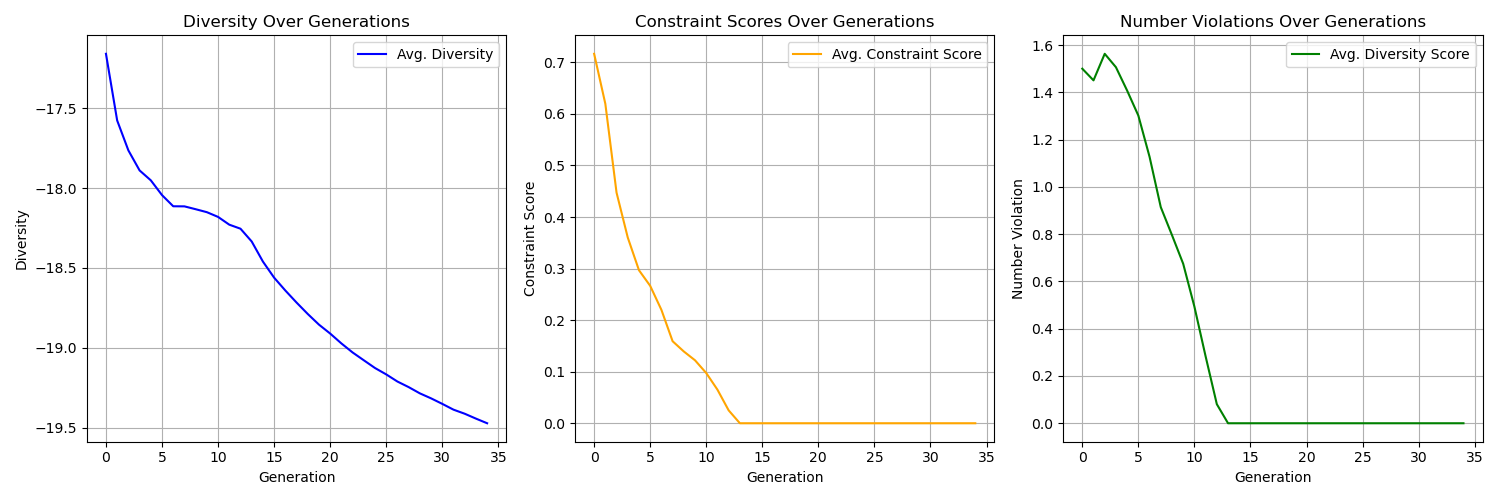 Diversity Over Generations
Avg. Diversity
−17.5
−18.0
−18.5
−19.0
−19.5
Diversity
0 5 10 15 20 25 30 35
Generation
Constraint Scores Over Generations
Avg. Constraint Score
0.7
0.6
0.5
0.4
0.3
0.2
0.1
0.0
Constraint Score
0 5 10 15 20 25 30 35
Generation
Number Violations Over Generations
Avg. Diversity Score
1.6
1.4
1.2
1.0
0.8
0.6
0.4
0.2
0.0
Number Violation
0 5 10 15 20 25 30 35
Generation